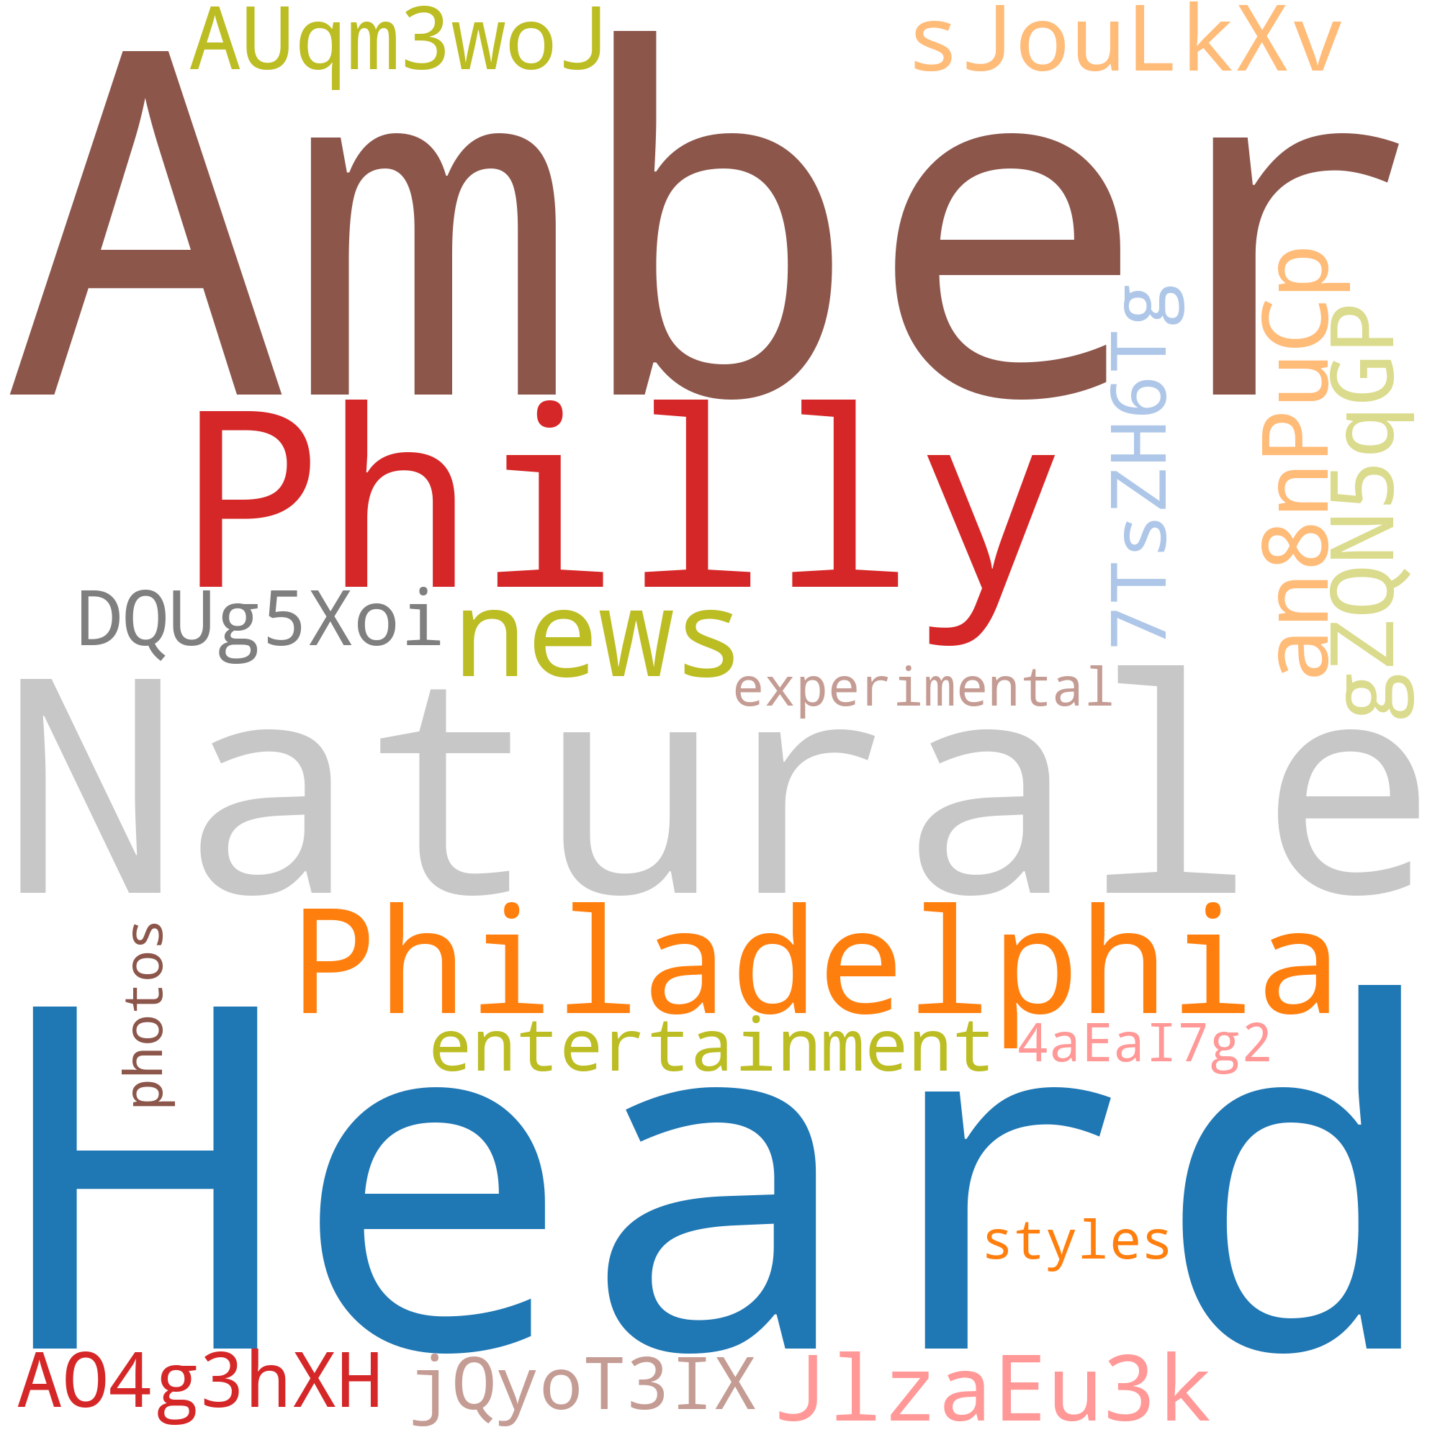 AUqm3woJ
sJouLkXv
Amber
7TsZH6Tg
an8nPuCp
gZQN5qGP
Philly
DQUg5Xoi
news
experimental
Naturale
photos
Philadelphia
entertainment
4aEaI7g2
Heard
styles
AO4g3hXH
jQyoT3IX
JlzaEu3k